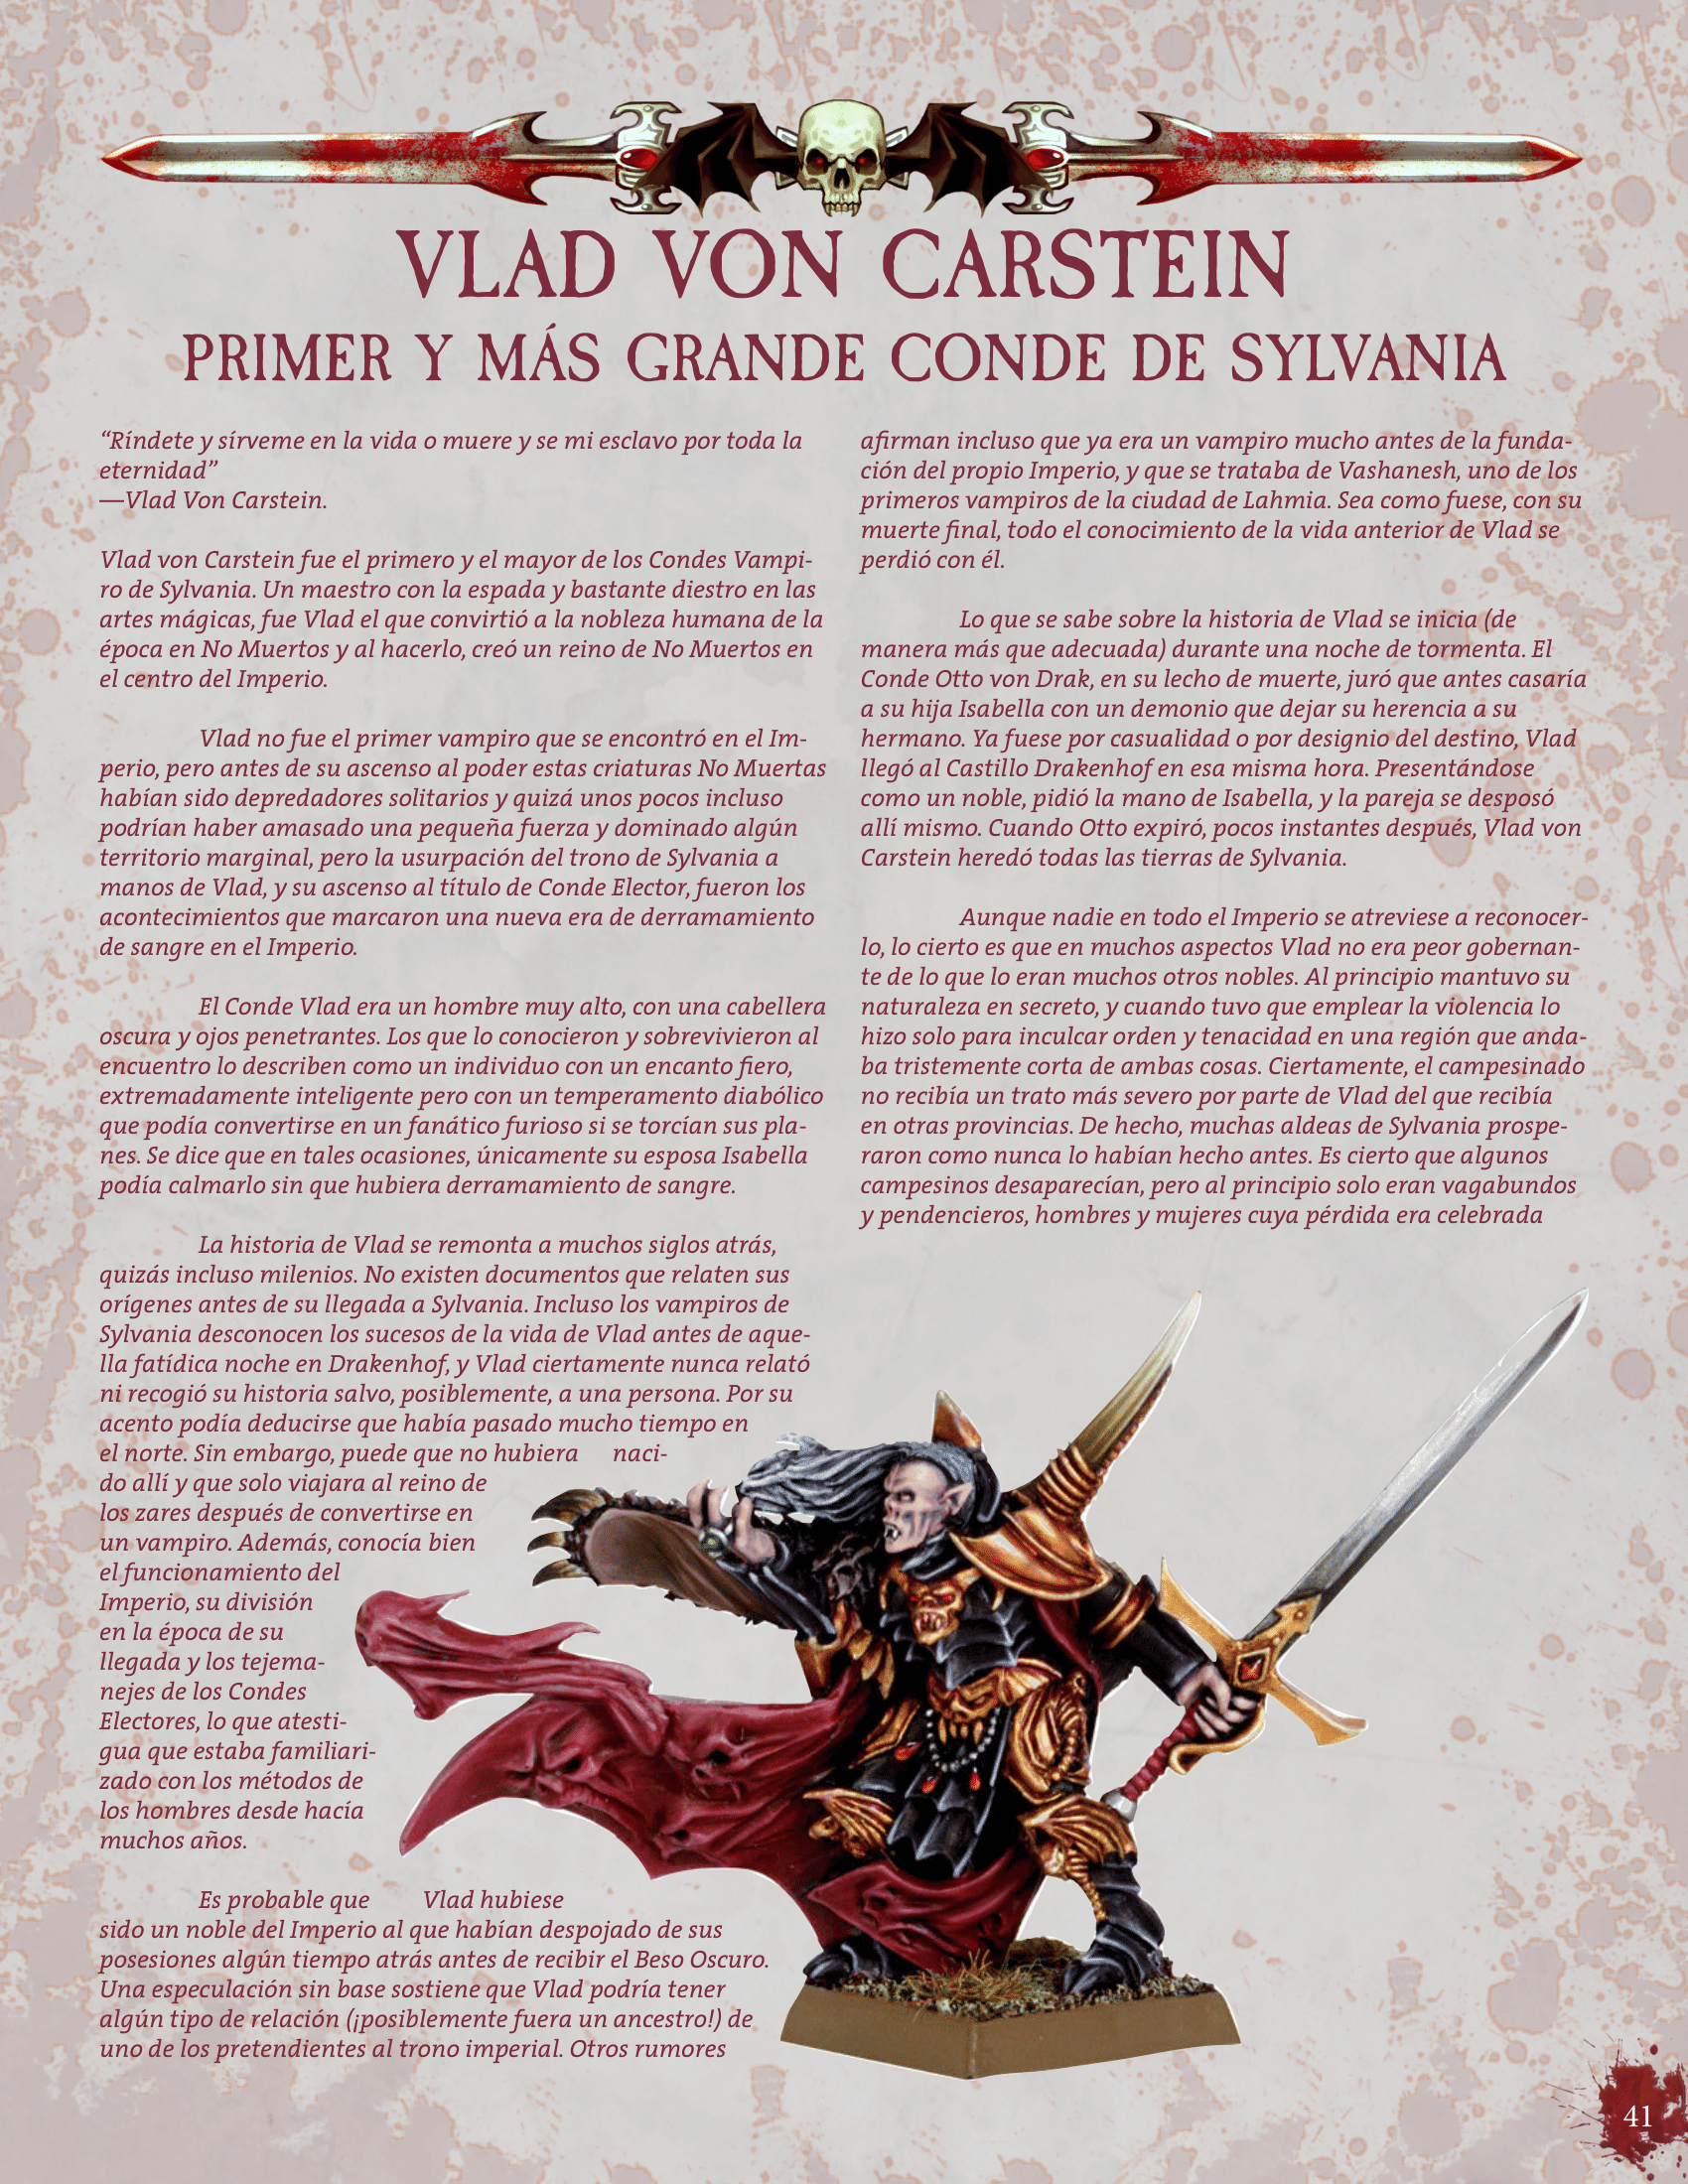 VLAD VON CARSTEIN
PRIMER Y MÁS GRANDE CONDE DE SYLVANIA
“Ríndete y sírveme en la vida o muere y se mi esclavo por toda la
eternidad”
—Vlad Von Carstein.
Vlad von Carstein fue el primero y el mayor de los Condes Vampi-
ro de Sylvania. Un maestro con la espada y bastante diestro en las
artes mágicas, fue Vlad el que convirtió a la nobleza humana de la
época en No Muertos y al hacerlo, creó un reino de No Muertos en
el centro del Imperio.
Vlad no fue el primer vampiro que se encontró en el Im-
perio, pero antes de su ascenso al poder estas criaturas No Muertas
habían sido depredadores solitarios y quizá unos pocos incluso
podrían haber amasado una pequeña fuerza y dominado algún
territorio marginal, pero la usurpación del trono de Sylvania a
manos de Vlad, y su ascenso al título de Conde Elector, fueron los
acontecimientos que marcaron una nueva era de derramamiento
de sangre en el Imperio.
El Conde Vlad era un hombre muy alto, con una cabellera
oscura y ojos penetrantes. Los que lo conocieron y sobrevivieron al
encuentro lo describen como un individuo con un encanto fiero,
extremadamente inteligente pero con un temperamento diabólico
que podía convertirse en un fanático furioso si se torcían sus pla-
nes. Se dice que en tales ocasiones, únicamente su esposa Isabella
podía calmarlo sin que hubiera derramamiento de sangre.
La historia de Vlad se remonta a muchos siglos atrás,
quizás incluso milenios. No existen documentos que relaten sus
orígenes antes de su llegada a Sylvania. Incluso los vampiros de
Sylvania desconocen los sucesos de la vida de Vlad antes de aque-
lla fatídica noche en Drakenhof, y Vlad ciertamente nunca relató
ni recogió su historia salvo, posiblemente, a una persona. Por su
acento podía deducirse que había pasado mucho tiempo en
el norte. Sin embargo, puede que no hubiera naci-
do allí y que solo viajara al reino de
los zares después de convertirse en
un vampiro. Además, conocía bien
el funcionamiento del
Imperio, su división
en la época de su
llegada y los tejema-
nejes de los Condes
Electores, lo que atesti-
gua que estaba familiari-
zado con los métodos de
los hombres desde hacía
muchos años.
Es probable que Vlad hubiese
sido un noble del Imperio al que habían despojado de sus
posesiones algún tiempo atrás antes de recibir el Beso Oscuro.
Una especulación sin base sostiene que Vlad podría tener
algún tipo de relación (¡posiblemente fuera un ancestro!) de
uno de los pretendientes al trono imperial. Otros rumores
afirman incluso que ya era un vampiro mucho antes de la funda-
ción del propio Imperio, y que se trataba de Vashanesh, uno de los
primeros vampiros de la ciudad de Lahmia. Sea como fuese, con su
muerte final, todo el conocimiento de la vida anterior de Vlad se
perdió con él.
Lo que se sabe sobre la historia de Vlad se inicia (de
manera más que adecuada) durante una noche de tormenta. El
Conde Otto von Drak, en su lecho de muerte, juró que antes casaría
a su hija Isabella con un demonio que dejar su herencia a su
hermano. Ya fuese por casualidad o por designio del destino, Vlad
llegó al Castillo Drakenhof en esa misma hora. Presentándose
como un noble, pidió la mano de Isabella, y la pareja se desposó
allí mismo. Cuando Otto expiró, pocos instantes después, Vlad von
Carstein heredó todas las tierras de Sylvania.
Aunque nadie en todo el Imperio se atreviese a reconocer-
lo, lo cierto es que en muchos aspectos Vlad no era peor gobernan-
te de lo que lo eran muchos otros nobles. Al principio mantuvo su
naturaleza en secreto, y cuando tuvo que emplear la violencia lo
hizo solo para inculcar orden y tenacidad en una región que anda-
ba tristemente corta de ambas cosas. Ciertamente, el campesinado
no recibía un trato más severo por parte de Vlad del que recibía
en otras provincias. De hecho, muchas aldeas de Sylvania prospe-
raron como nunca lo habían hecho antes. Es cierto que algunos
campesinos desaparecían, pero al principio solo eran vagabundos
y pendencieros, hombres y mujeres cuya pérdida era celebrada
41